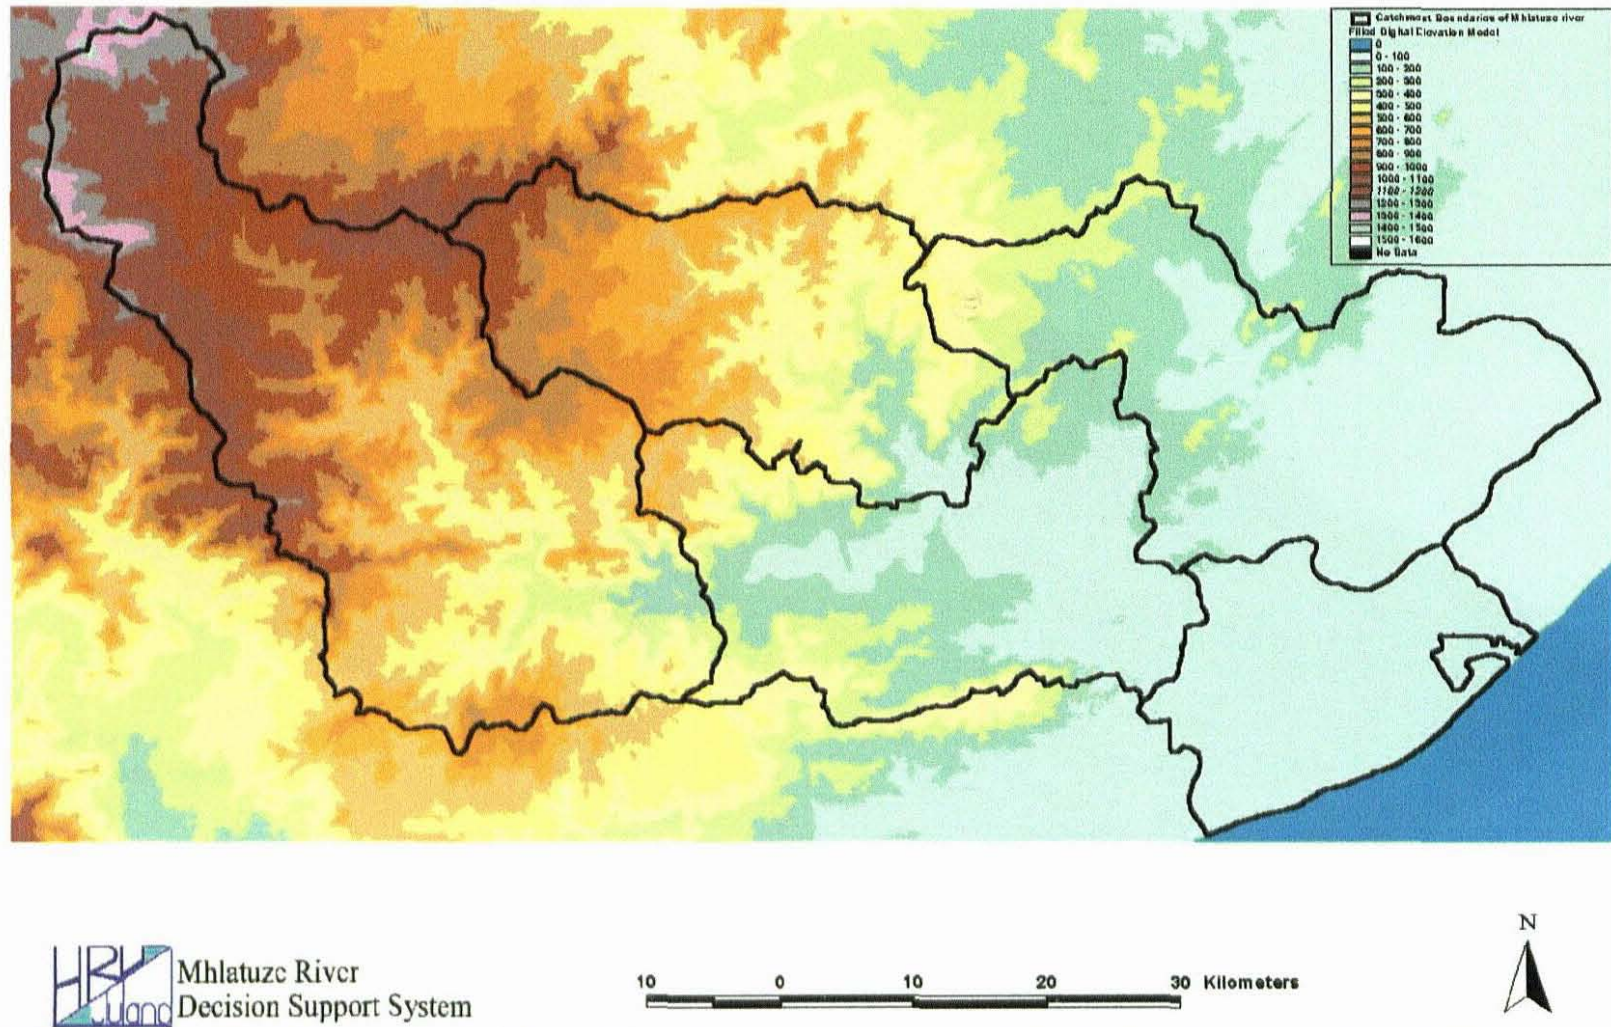 Catchment Boundaries of Mhlatuze river
Filled Digital Elevation Model
0
0 - 100
100 - 200
200 - 300
300 - 400
400 - 500
500 - 600
600 - 700
700 - 800
800 - 900
900 - 1000
1000 - 1100
1100 - 1200
1200 - 1300
1300 - 1400
1400 - 1500
1500 - 1600
No Data
N
HRU
Mhlatuze River
Decision Support System
10 0 10 20 30 Kilometers